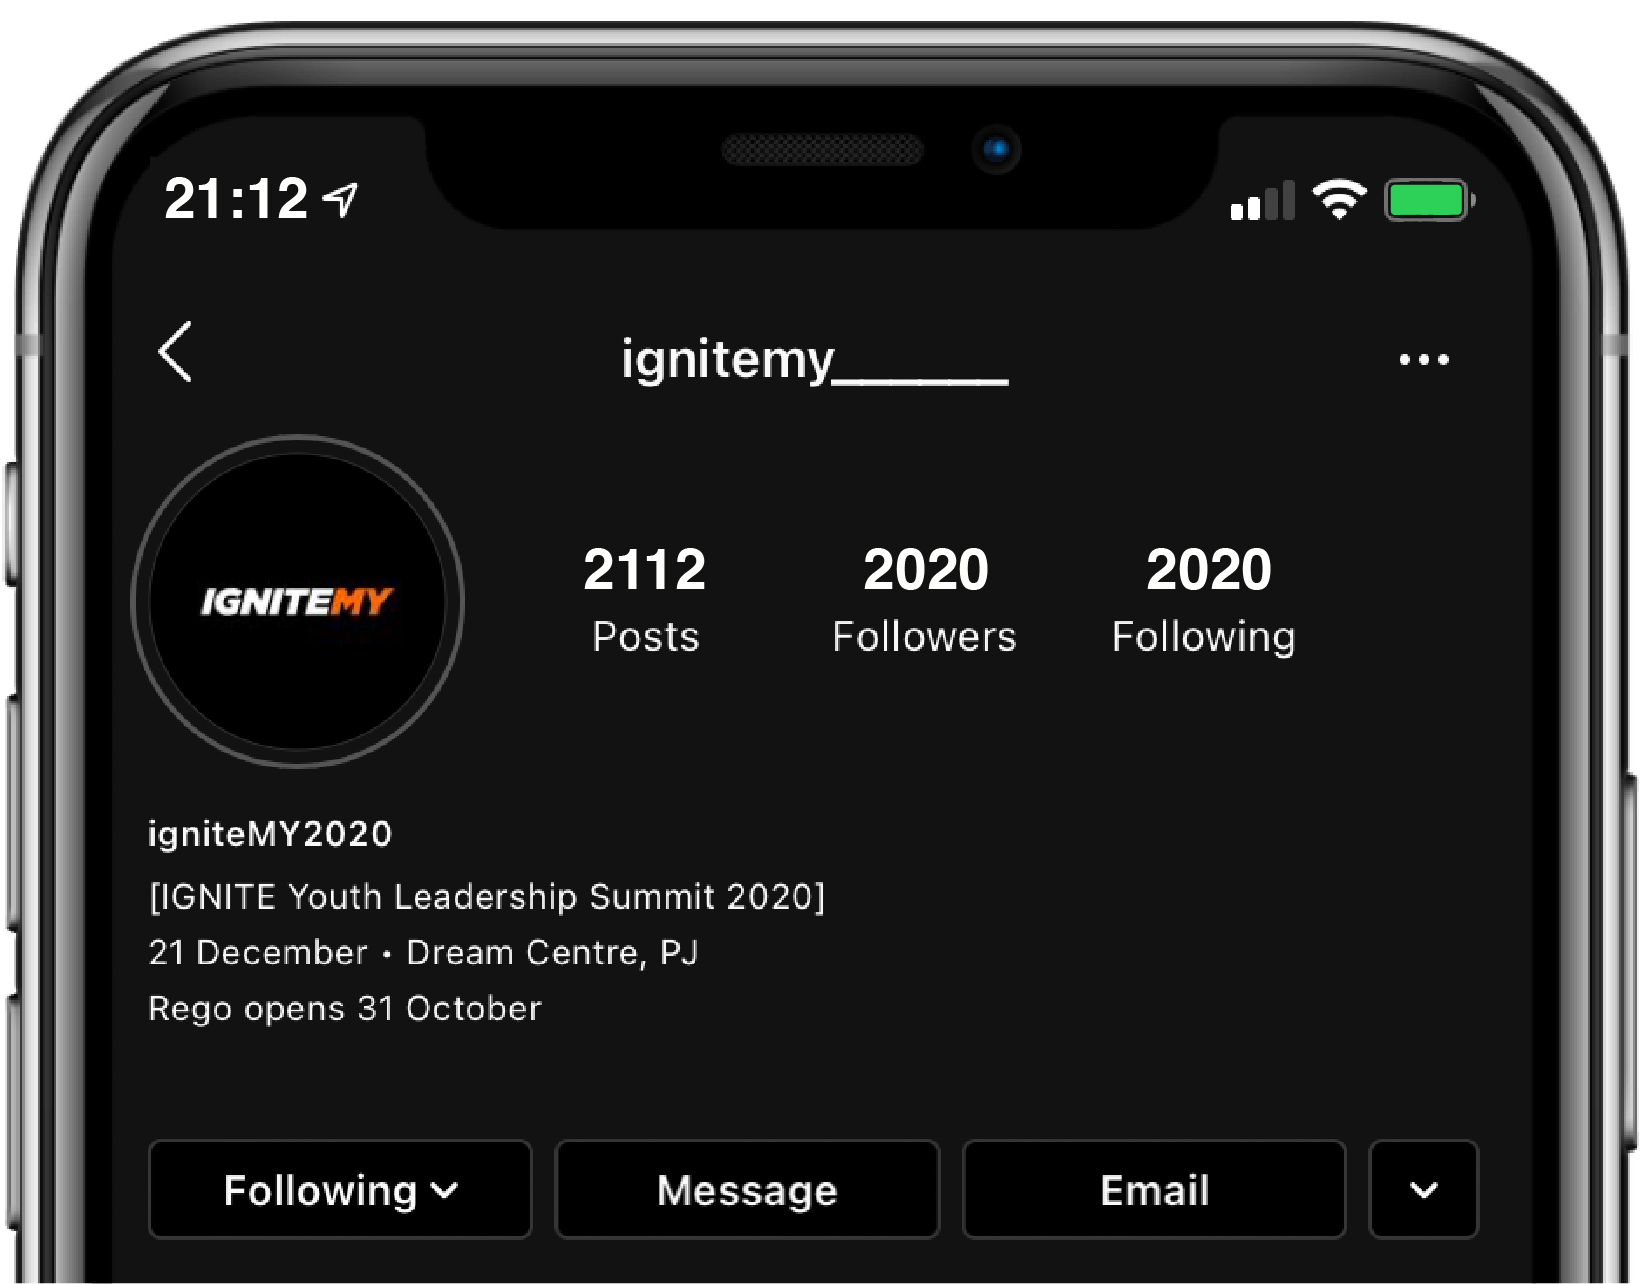 21:12
ignitemy______
IGNITEMY
2112 2020 2020
Posts Followers Following
igniteMY2020
[IGNITE Youth Leadership Summit 2020]
21 December • Dream Centre, PJ
Rego opens 31 October
Following Message Email